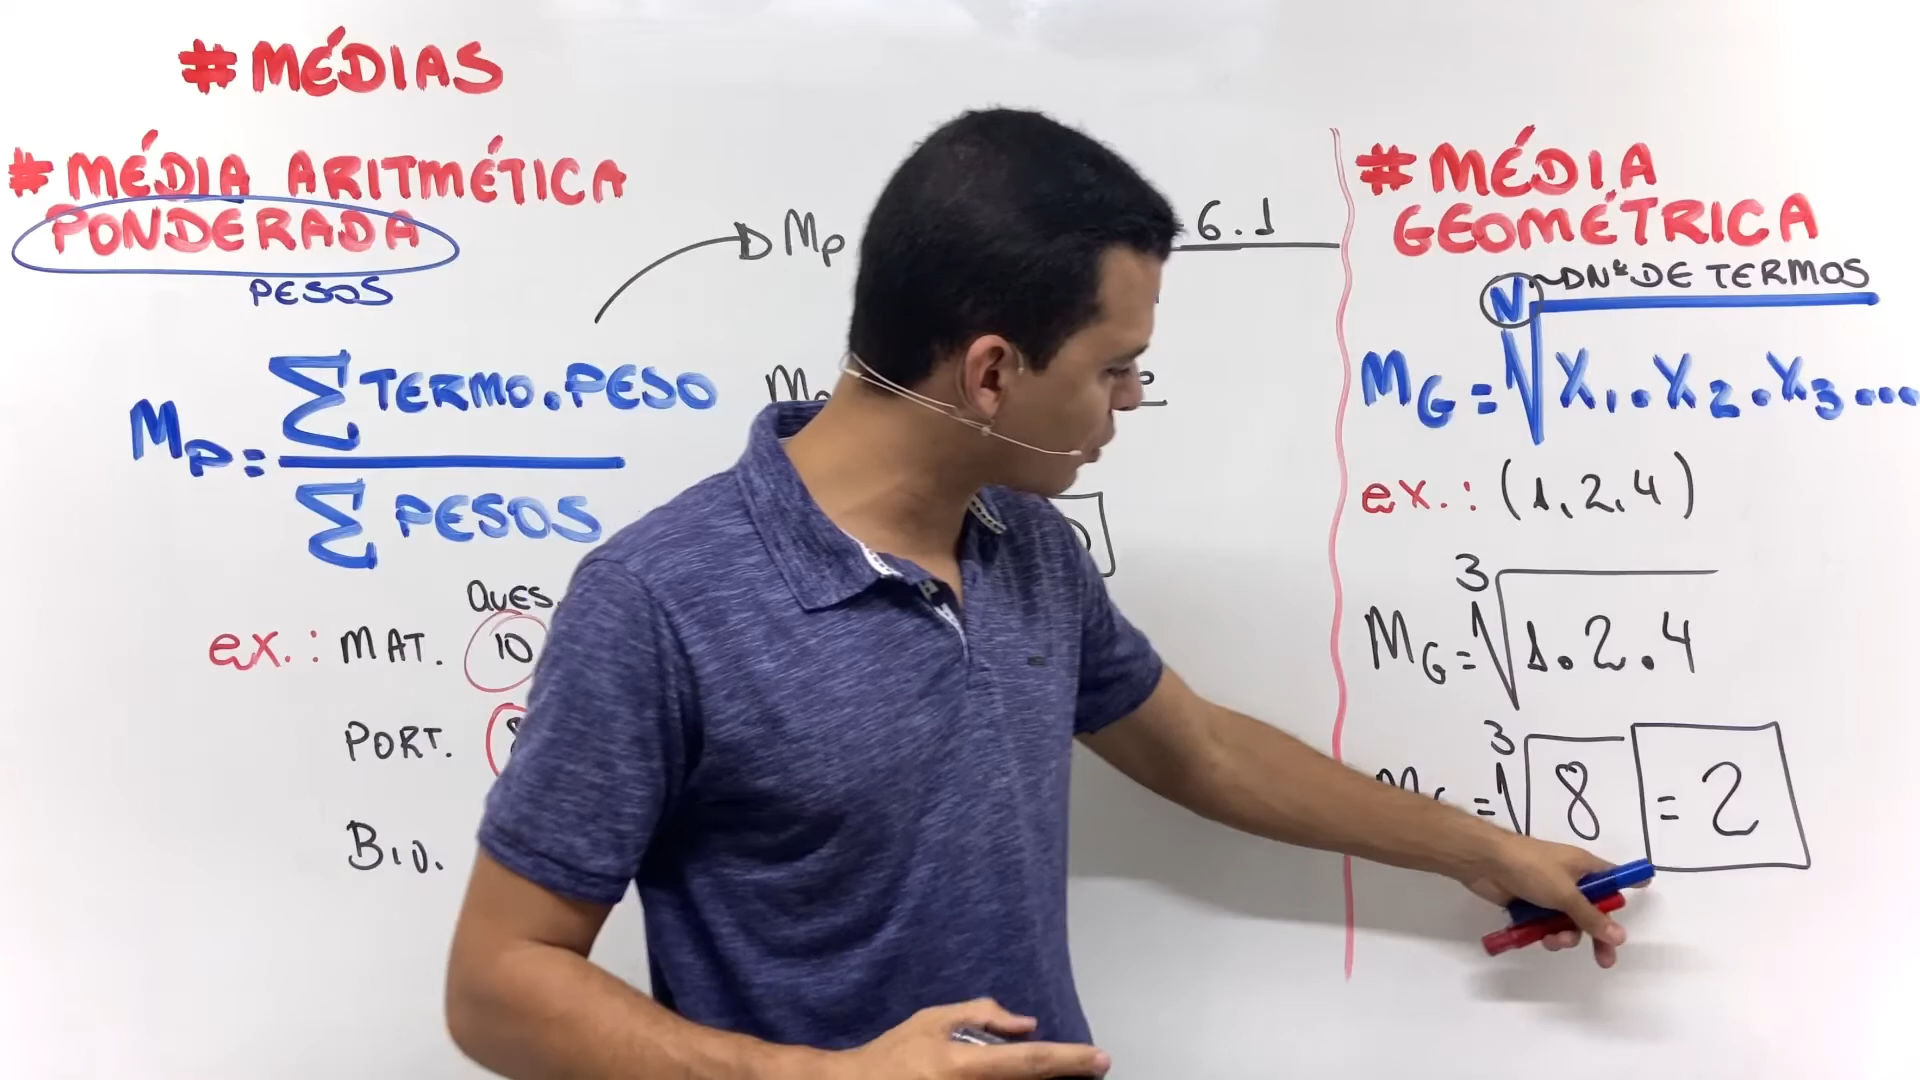 # MÉDIAS
# MÉDIA ARITMÉTICA
PONDERADA
PESOS
MP = ∑ TERMO . PESO
∑ PESOS
QUES.
ex.: MAT. 10
PORT.
BIO.
MP
6.1
# MÉDIA
GEOMÉTRICA
N Nº DE TERMOS
MG = √X1 . X2 . X3 ...
ex.: (1, 2, 4)
MG = 3√1.2.4
MG = 3√8 = 2